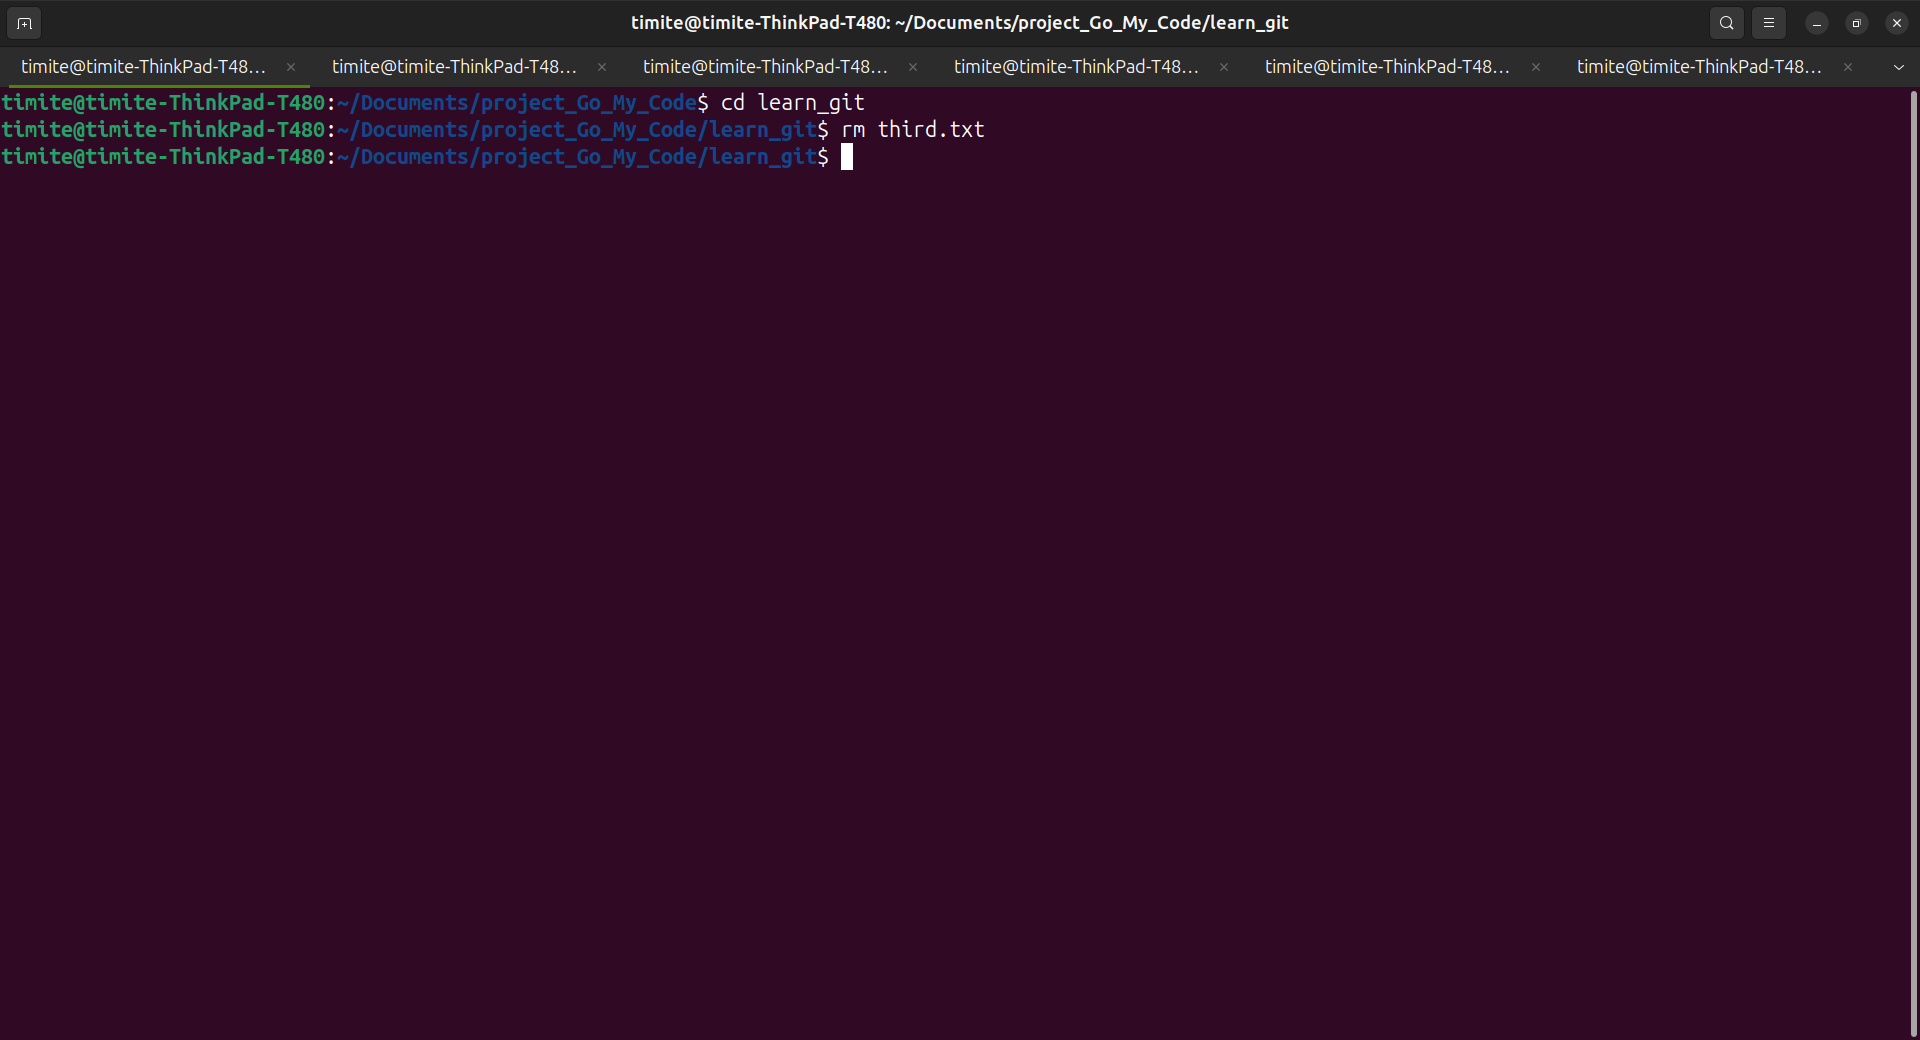 timite@timite-ThinkPad-T480: ~/Documents/project_Go_My_Code/learn_git
timite@timite-ThinkPad-T48... timite@timite-ThinkPad-T48... timite@timite-ThinkPad-T48... timite@timite-ThinkPad-T48... timite@timite-ThinkPad-T48... timite@timite-ThinkPad-T48...
timite@timite-ThinkPad-T480:~/Documents/project_Go_My_Code$ cd learn_git
timite@timite-ThinkPad-T480:~/Documents/project_Go_My_Code/learn_git$ rm third.txt
timite@timite-ThinkPad-T480:~/Documents/project_Go_My_Code/learn_git$